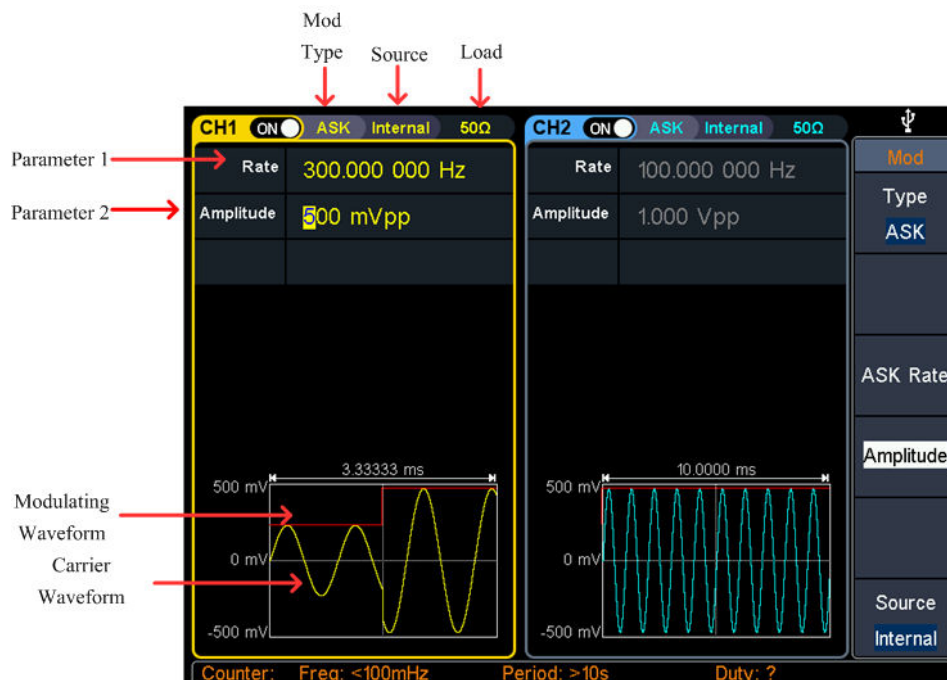 Mod
Type
Source
Load
CH1 ON ASK Internal 50Ω
CH2 ON ASK Internal 50Ω
Mod
Parameter 1
Rate 300.000 000 Hz
Rate 100.000 000 Hz
Type
ASK
Parameter 2
Amplitude 500 mVpp
Amplitude 1.000 Vpp
ASK Rate
Amplitude
3.33333 ms
10.0000 ms
500 mV
500 mV
Modulating
Waveform
0 mV
0 mV
Carrier
Waveform
-500 mV
-500 mV
Source
Internal
Counter: Freq: <100mHz Period: >10s Duty: ?